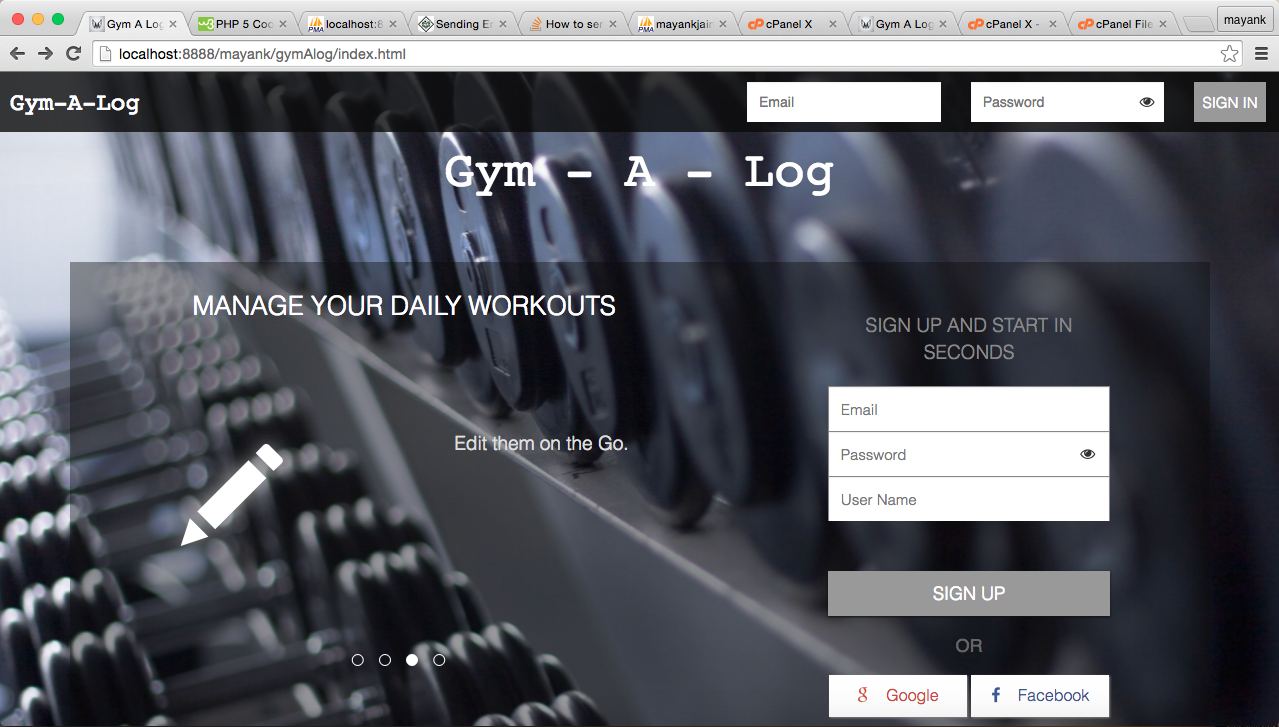 Gym A Log
PHP 5 Coo
localhost:8
Sending Em
How to sen
mayankjain
cPanel X
Gym A Log
cPanel X -
cPanel File
mayank
localhost:8888/mayank/gymAlog/index.html
Gym-A-Log
Email
Password
SIGN IN
Gym - A - Log
MANAGE YOUR DAILY WORKOUTS
Edit them on the Go.
SIGN UP AND START IN
SECONDS
Email
Password
User Name
SIGN UP
OR
Google
Facebook